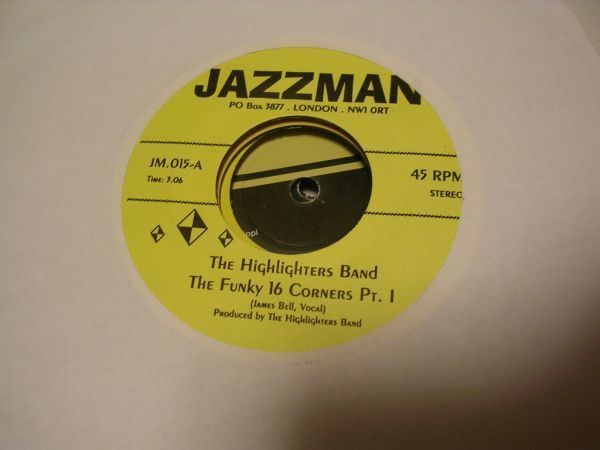 JAZZMAN
PO Box 3877 . LONDON . NW1 0RT
JM.015-A
Time: 3.06
45 RPM
STEREO
The Highlighters Band
The Funky 16 Corners Pt. 1
(James Bell, Vocal)
Produced by The Highlighters Band